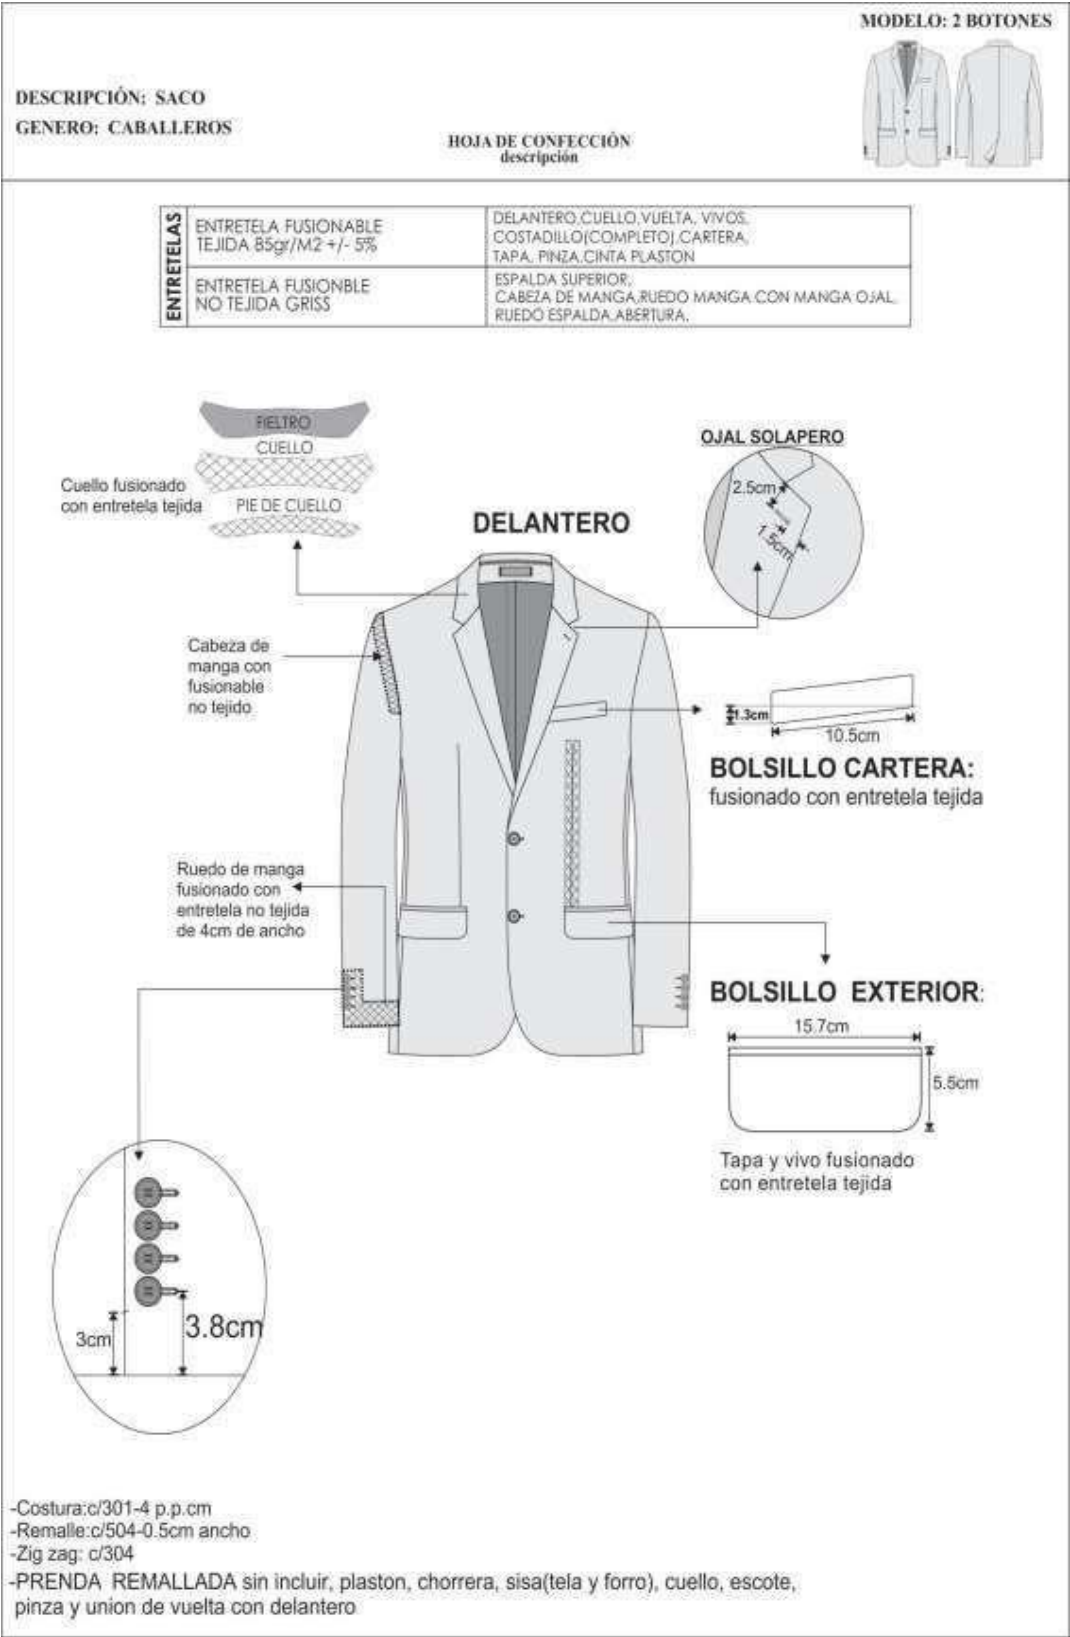 MODELO: 2 BOTONES
DESCRIPCIÓN: SACO
GENERO: CABALLEROS
HOJA DE CONFECCIÓN
descripción
ENTRETELAS
ENTRETELA FUSIONABLE
TEJIDA 85gr/M2 +/- 5%
DELANTERO,CUELLO,VUELTA, VIVOS,
COSTADILLO(COMPLETO),CARTERA,
TAPA, PINZA,CINTA PLASTON
ENTRETELA FUSIONBLE
NO TEJIDA GRISS
ESPALDA SUPERIOR,
CABEZA DE MANGA,RUEDO MANGA CON MANGA OJAL,
RUEDO ESPALDA,ABERTURA,
FIELTRO
CUELLO
PIE DE CUELLO
Cuello fusionado
con entretela tejida
DELANTERO
OJAL SOLAPERO
2.5cm
1.5cm
Cabeza de
manga con
fusionable
no tejido
1.3cm
10.5cm
BOLSILLO CARTERA:
fusionado con entretela tejida
Ruedo de manga
fusionado con
entretela no tejida
de 4cm de ancho
BOLSILLO EXTERIOR:
15.7cm
5.5cm
Tapa y vivo fusionado
con entretela tejida
3cm
3.8cm
-Costura:c/301-4 p.p.cm
-Remalle:c/504-0.5cm ancho
-Zig zag: c/304
-PRENDA REMALLADA sin incluir, plaston, chorrera, sisa(tela y forro), cuello, escote,
pinza y union de vuelta con delantero